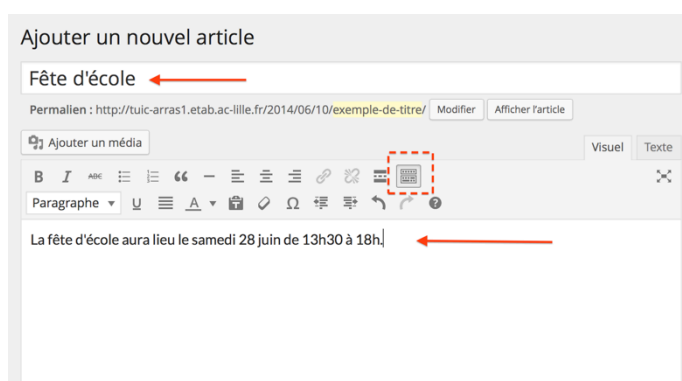 Ajouter un nouvel article
Fête d'école
Permalien : http://tuic-arras1.etab.ac-lille.fr/2014/06/10/exemple-de-titre/ Modifier Afficher l'article
Ajouter un média Visuel Texte
B I ABC
Paragraphe U A T Ω ?
La fête d'école aura lieu le samedi 28 juin de 13h30 à 18h.